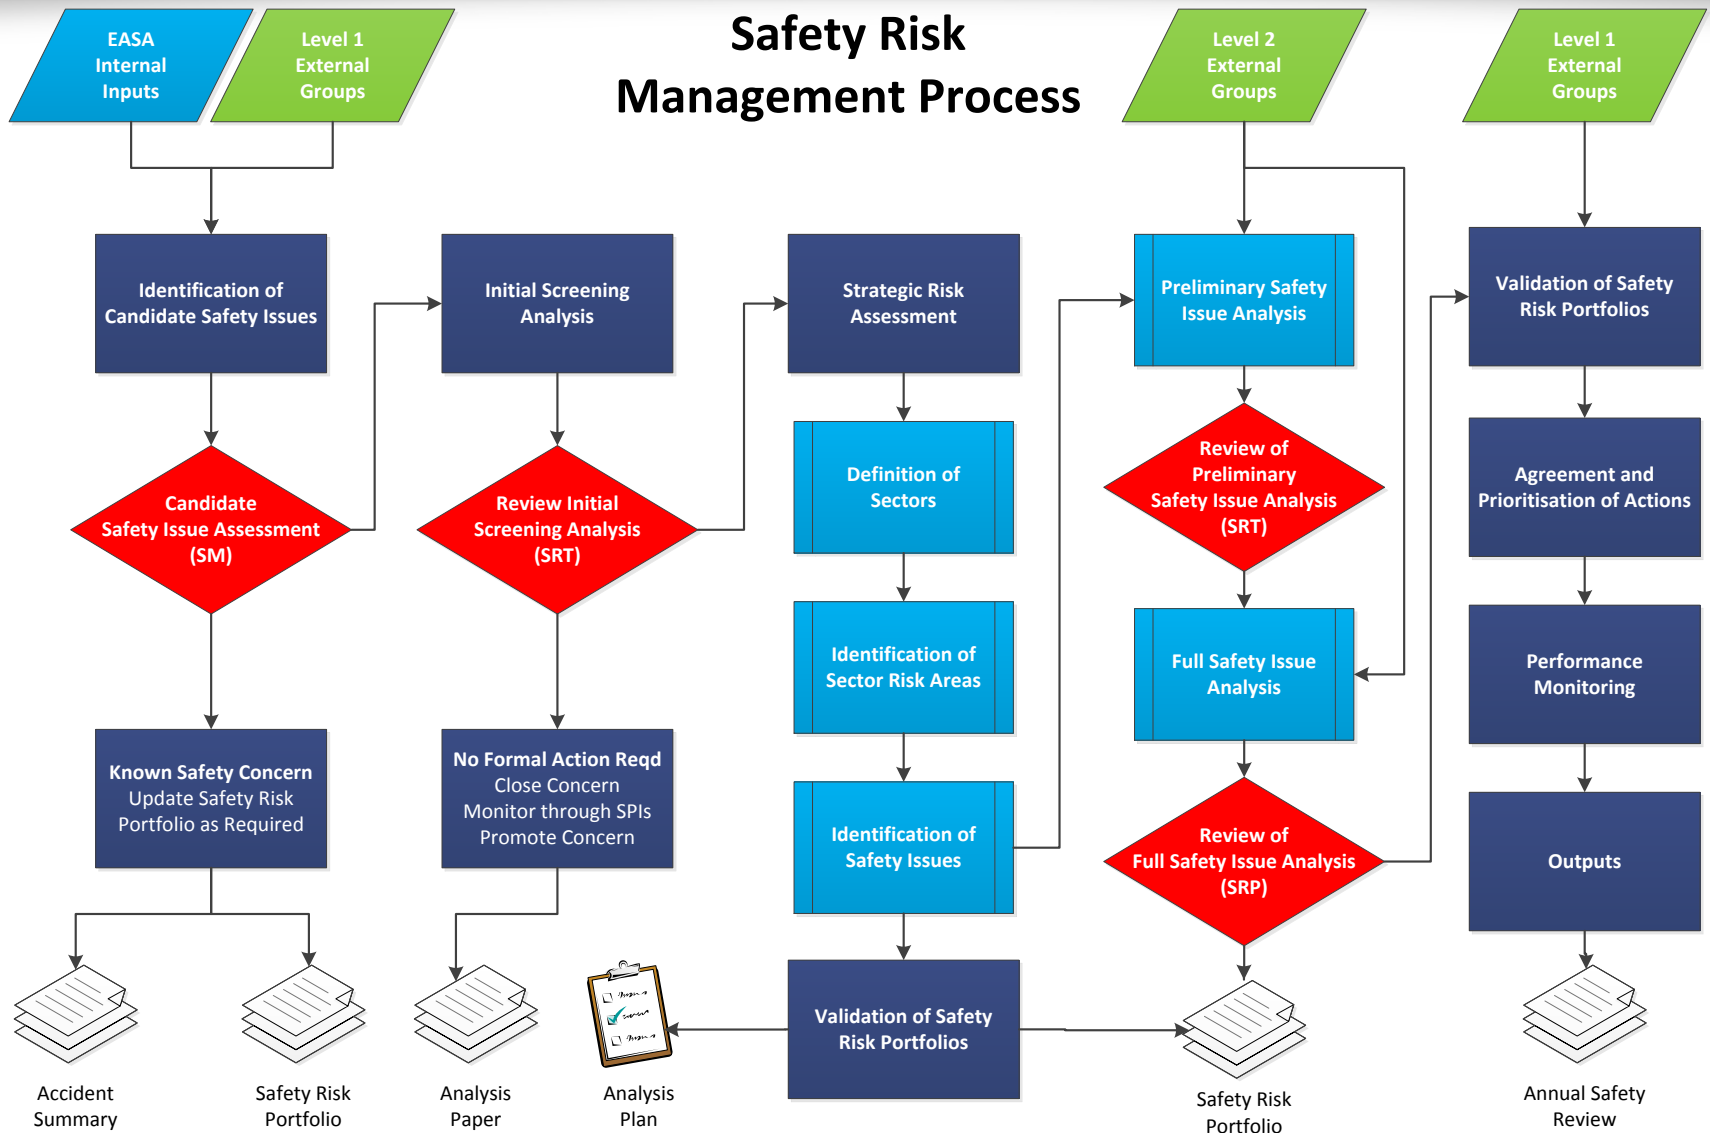 Safety Risk
Management Process
EASA
Internal
Inputs
Level 1
External
Groups
Level 2
External
Groups
Level 1
External
Groups
Identification of
Candidate Safety Issues
Candidate
Safety Issue Assessment
(SM)
Known Safety Concern
Update Safety Risk
Portfolio as Required
Accident
Summary
Safety Risk
Portfolio
Initial Screening
Analysis
Review Initial
Screening Analysis
(SRT)
No Formal Action Reqd
Close Concern
Monitor through SPIs
Promote Concern
Analysis
Paper
Strategic Risk
Assessment
Definition of
Sectors
Identification of
Sector Risk Areas
Identification of
Safety Issues
Validation of Safety
Risk Portfolios
Analysis
Plan
Preliminary Safety
Issue Analysis
Review of
Preliminary
Safety Issue Analysis
(SRT)
Full Safety Issue
Analysis
Review of
Full Safety Issue Analysis
(SRP)
Safety Risk
Portfolio
Validation of Safety
Risk Portfolios
Agreement and
Prioritisation of Actions
Performance
Monitoring
Outputs
Annual Safety
Review